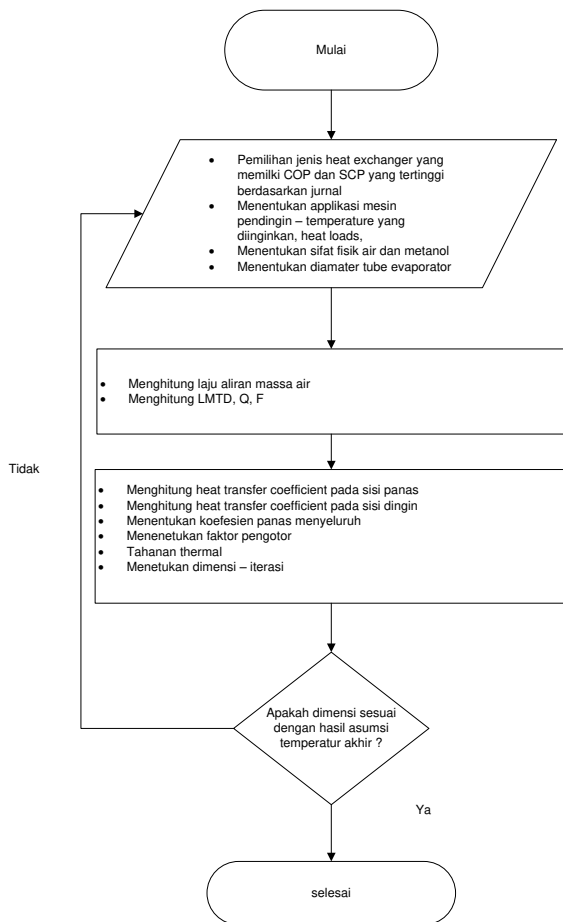 Mulai
• Pemilihan jenis heat exchanger yang
memilki COP dan SCP yang tertinggi
berdasarkan jurnal
• Menentukan applikasi mesin
pendingin – temperature yang
diinginkan, heat loads,
• Menentukan sifat fisik air dan metanol
• Menentukan diamater tube evaporator
• Menghitung laju aliran massa air
• Menghitung LMTD, Q, F
Tidak
• Menghitung heat transfer coefficient pada sisi panas
• Menghitung heat transfer coefficient pada sisi dingin
• Menentukan koefesien panas menyeluruh
• Menenetukan faktor pengotor
• Tahanan thermal
• Menetukan dimensi – iterasi
Apakah dimensi sesuai
dengan hasil asumsi
temperatur akhir ?
Ya
selesai